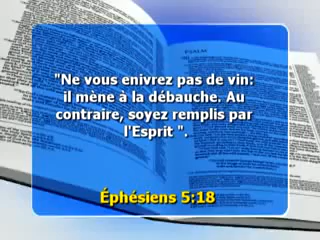 "Ne vous enivrez pas de vin:
il mène à la débauche. Au
contraire, soyez remplis par
l'Esprit ".
Éphésiens 5:18